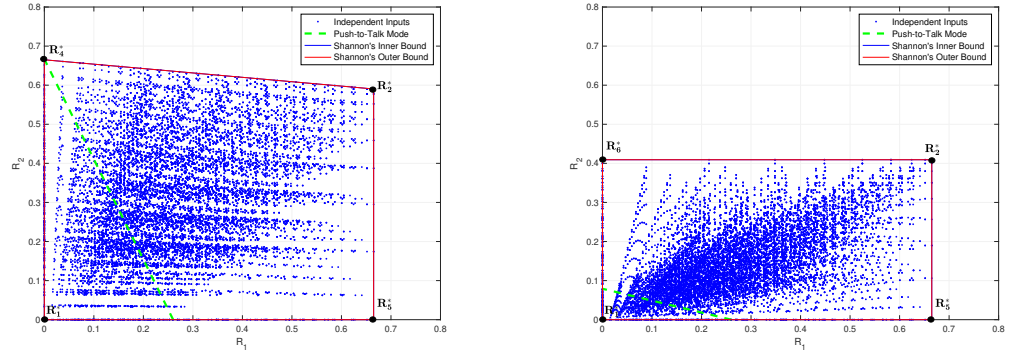 0.8
0.7
0.6
0.5
0.4
0.3
0.2
0.1
0
R2
0
0.1
0.2
0.3
0.4
0.5
0.6
0.7
0.8
R1
Independent Inputs
Push-to-Talk Mode
Shannon's Inner Bound
Shannon's Outer Bound
R4*
R2*
R1*
R5*
0.8
0.7
0.6
0.5
0.4
0.3
0.2
0.1
0
R2
0
0.1
0.2
0.3
0.4
0.5
0.6
0.7
0.8
R1
Independent Inputs
Push-to-Talk Mode
Shannon's Inner Bound
Shannon's Outer Bound
R6*
R2*
R
R5*